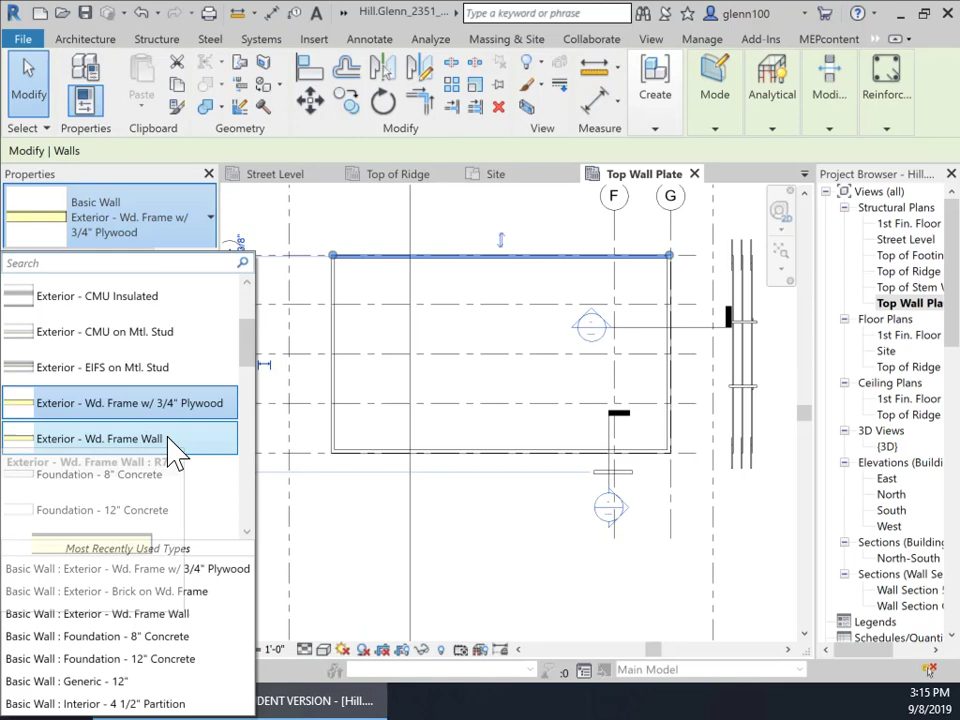 Hill.Glenn_2351_...
Type a keyword or phrase
glenn100
File
Architecture
Structure
Steel
Systems
Insert
Annotate
Analyze
Massing & Site
Collaborate
View
Manage
Add-Ins
MEPcontent
Modify
Paste
Create
Mode
Analytical
Modi...
Reinforc...
Select
Properties
Clipboard
Geometry
Modify
View
Measure
Modify | Walls
Properties
Street Level
Top of Ridge
Site
Top Wall Plate
Project Browser - Hill....
Basic Wall
Exterior - Wd. Frame w/
3/4" Plywood
Search
Exterior - CMU Insulated
Exterior - CMU on Mtl. Stud
Exterior - EIFS on Mtl. Stud
Exterior - Wd. Frame w/ 3/4" Plywood
Exterior - Wd. Frame Wall
Foundation - 8" Concrete
Foundation - 12" Concrete
Most Recently Used Types
Basic Wall : Exterior - Wd. Frame w/ 3/4" Plywood
Basic Wall : Exterior - Brick on Wd. Frame
Basic Wall : Exterior - Wd. Frame Wall
Basic Wall : Foundation - 8" Concrete
Basic Wall : Foundation - 12" Concrete
Basic Wall : Generic - 12"
Basic Wall : Interior - 4 1/2" Partition
F
G
Views (all)
Structural Plans
1st Fin. Floor
Street Level
Top of Footin
Top of Ridge
Top of Stem W
Top Wall Pla
Floor Plans
1st Fin. Floor
Site
Top of Ridge
Ceiling Plans
1st Fin. Floor
Top of Ridge
3D Views
{3D}
Elevations (Buildi
East
North
South
West
Sections (Building
North-South
Sections (Wall Se
Wall Section
Wall Section
Legends
Schedules/Quanti
= 1'-0"
:0
Main Model
DENT VERSION - [Hill....
3:15 PM
9/8/2019